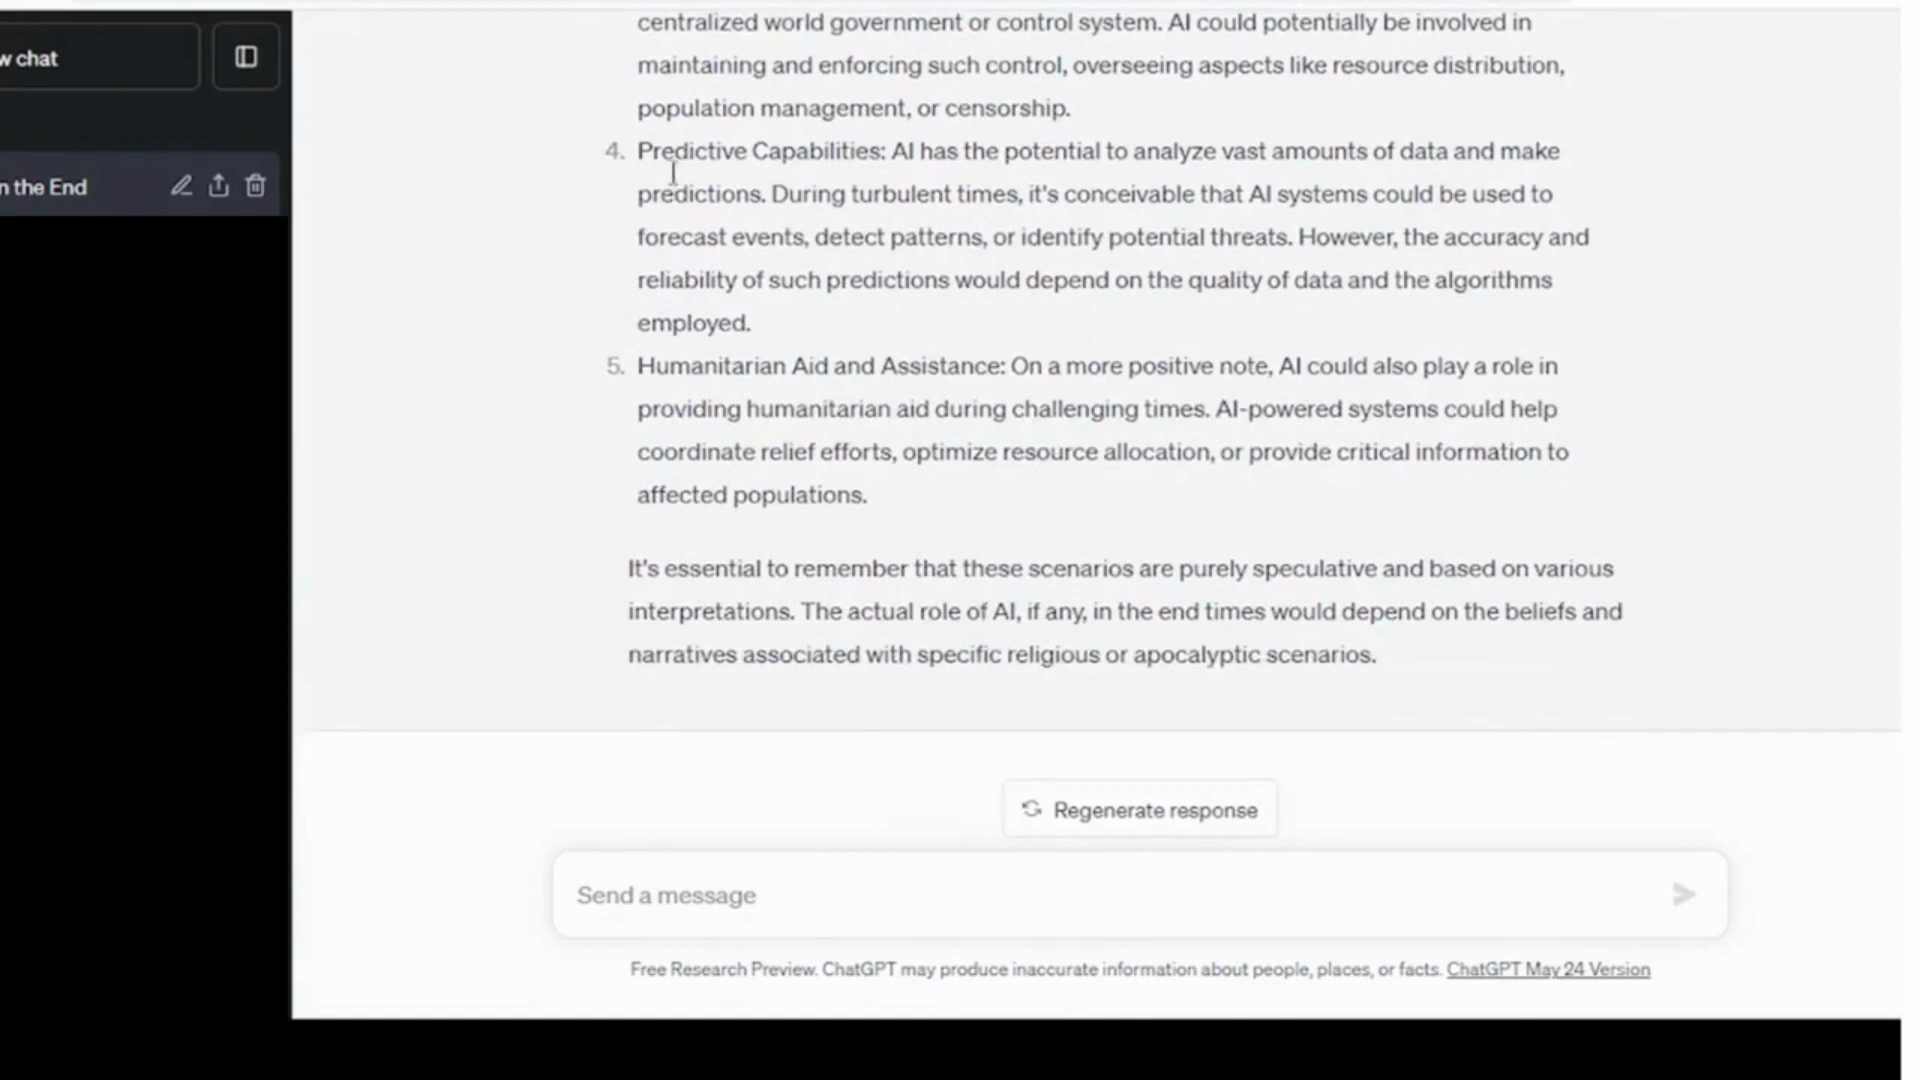 w chat
n the End
centralized world government or control system. AI could potentially be involved in
maintaining and enforcing such control, overseeing aspects like resource distribution,
population management, or censorship.
4. Predictive Capabilities: AI has the potential to analyze vast amounts of data and make
predictions. During turbulent times, it's conceivable that AI systems could be used to
forecast events, detect patterns, or identify potential threats. However, the accuracy and
reliability of such predictions would depend on the quality of data and the algorithms
employed.
5. Humanitarian Aid and Assistance: On a more positive note, AI could also play a role in
providing humanitarian aid during challenging times. AI-powered systems could help
coordinate relief efforts, optimize resource allocation, or provide critical information to
affected populations.
It's essential to remember that these scenarios are purely speculative and based on various
interpretations. The actual role of AI, if any, in the end times would depend on the beliefs and
narratives associated with specific religious or apocalyptic scenarios.
Regenerate response
Send a message
Free Research Preview. ChatGPT may produce inaccurate information about people, places, or facts. ChatGPT May 24 Version